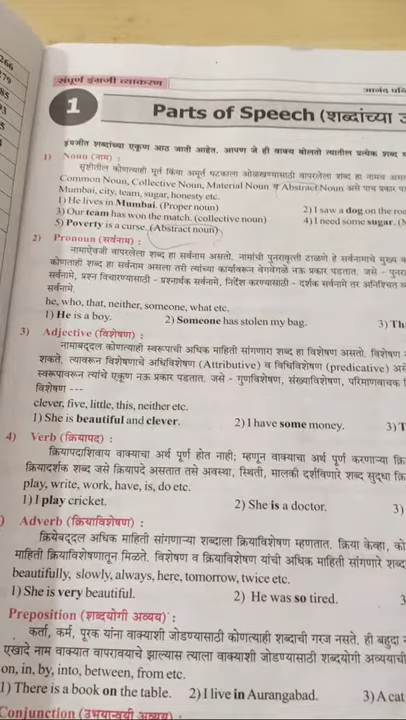 266
279
85
93
5
4
संपूर्ण इंग्रजी व्याकरण
आनंद
1
Parts of Speech (शब्दांच्या
इंग्रजीत शब्दांच्या एकूण आठ जाती आहेत. आपण जे ही वाक्य बोलतो त्यातील प्रत्येक शब्द
1) Noun (नाम) :
सृष्टीतील कोणत्याही मूर्त किंवा अमूर्त घटकाला ओळखण्यासाठी वापरलेला शब्द हा नामच
Common Noun, Collective Noun, Material Noun व Abstract Noun असे पाच प्रकार
Mumbai, city, team, sugar, honesty etc.
1) He lives in Mumbai. (Proper noun)
2) I saw a dog on the
3) Our team has won the match. (collective noun)
4) I need some sugar.
5) Poverty is a curse. (Abstract noun)
2) Pronoun (सर्वनाम) :
नामाऐवजी वापरलेला शब्द हा सर्वनाम असतो. नामांची पुनरावृत्ती टाळणे हे सर्वनामाचे मुख्य
कोणताही शब्द हा सर्वनाम असला तरी त्यांच्या कार्यावरून वेगवेगळे नऊ प्रकार पडतात. जसे -
सर्वनामे, प्रश्न विचारण्यासाठी - प्रश्नार्थक सर्वनामे, निर्देश करण्यासाठी - दर्शक सर्वनामे तर अनिश्चित
सर्वनामे.
he, who, that, neither, someone, what etc.
1) He is a boy.
2) Someone has stolen my bag.
3)
3) Adjective (विशेषण) :
नामाबद्दल कोणत्याही स्वरूपाची अधिक माहिती सांगणारा शब्द हा विशेषण असतो. विशेषण
शकते, त्यावरून विशेषणाचे अधिविशेषण (Attributive) व विधिविशेषण (predicative)
स्वरूपावरून त्यांचे एकूण नऊ प्रकार पडतात. जसे - गुणविशेषण, संख्याविशेषण, परिमाणवाचक
विशेषण ---
clever, five, little, this, neither etc.
1) She is beautiful and clever.
2) I have some money.
3) T
4) Verb (क्रियापद) :
क्रियापदाशिवाय वाक्याचा अर्थ पूर्ण होत नाही; म्हणून वाक्याचा अर्थ पूर्ण करणाऱ्या
क्रियादर्शक शब्द जसे क्रियापदे असतात तसे अवस्था, स्थिती, मालकी दर्शविणारे शब्द सुद्धा
play, write, work, have, is, do etc.
1) I play cricket.
2) She is a doctor.
3)
) Adverb (क्रियाविशेषण) :
क्रियेबद्दल अधिक माहिती सांगणाऱ्या शब्दाला क्रियाविशेषण म्हणतात. क्रिया केव्हा,
माहिती क्रियाविशेषणातून मिळते. विशेषण व क्रियाविशेषण यांची अधिक माहिती सांगणारे
beautifully, slowly, always, here, tomorrow, twice etc.
1) She is very beautiful.
2) He was so tired.
3
Preposition (शब्दयोगी अव्यय) :
कर्ता, कर्म, पूरक यांना वाक्याशी जोडण्यासाठी कोणत्याही शब्दाची गरज नसते. ही बहुदा
एखादे नाम वाक्यात वापरावयाचे झाल्यास त्याला वाक्याशी जोडण्यासाठी शब्दयोगी अव्ययाची
on, in, by, into, between, from etc.
1) There is a book on the table.
2) I live in Aurangabad.
3) A cat
Conjunction (उभयान्वयी अव्यय) :